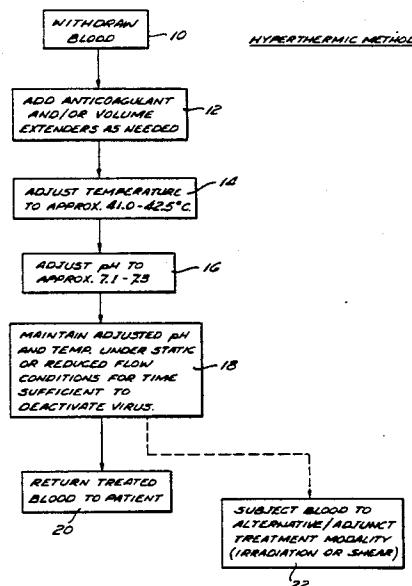 WITHDRAW
BLOOD
10
HYPERTHERMIC METHOD
ADD ANTICOAGULANT
AND/OR VOLUME
EXTENDERS AS NEEDED
12
ADJUST TEMPERATURE
TO APPROX. 41.0-42.5°C.
14
ADJUST pH TO
APPROX. 7.1-7.3
16
MAINTAIN ADJUSTED pH
AND TEMP. UNDER STATIC
OR REDUCED FLOW
CONDITIONS FOR TIME
SUFFICIENT TO
DEACTIVATE VIRUS.
18
RETURN TREATED
BLOOD TO PATIENT
20
SUBJECT BLOOD TO
ALTERNATIVE/ADJUNCT
TREATMENT MODALITY
(IRRADIATION OR SHEAR)
22